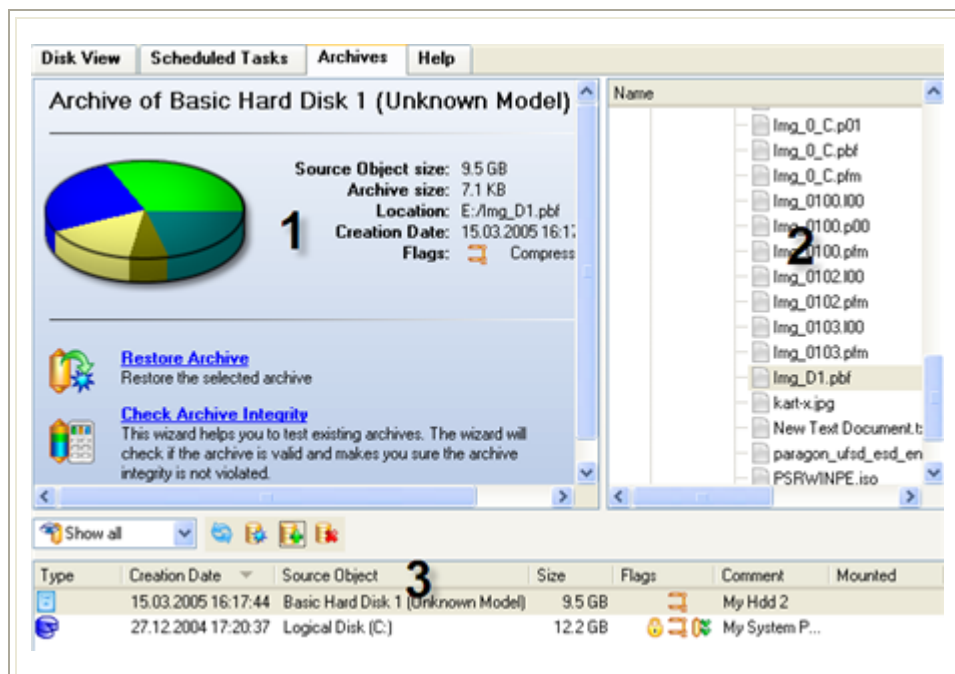 Disk View Scheduled Tasks Archives Help
Archive of Basic Hard Disk 1 (Unknown Model)
Source Object size: 9.5 GB
Archive size: 7.1 KB
Location: E:/Img_D1.pbf
Creation Date: 15.03.2005 16:17
Flags: Compress
1
Restore Archive
Restore the selected archive
Check Archive Integrity
This wizard helps you to test existing archives. The wizard will
check if the archive is valid and makes you sure the archive
integrity is not violated.
Name
Img_0_C.p01
Img_0_C.pbf
Img_0_C.pfm
Img_0100.I00
Img_0100.p00
Img_0100.pfm
Img_0102.I00
Img_0102.pfm
Img_0103.I00
Img_0103.pfm
Img_D1.pbf
kart-x.jpg
New Text Document.t
paragon_ufsd_esd_en
PSRWINPE.iso
2
Show all
3
Type Creation Date Source Object Size Flags Comment Mounted
15.03.2005 16:17:44 Basic Hard Disk 1 (Unknown Model) 9.5 GB My Hdd 2
27.12.2004 17:20:37 Logical Disk (C:) 12.2 GB My System P...